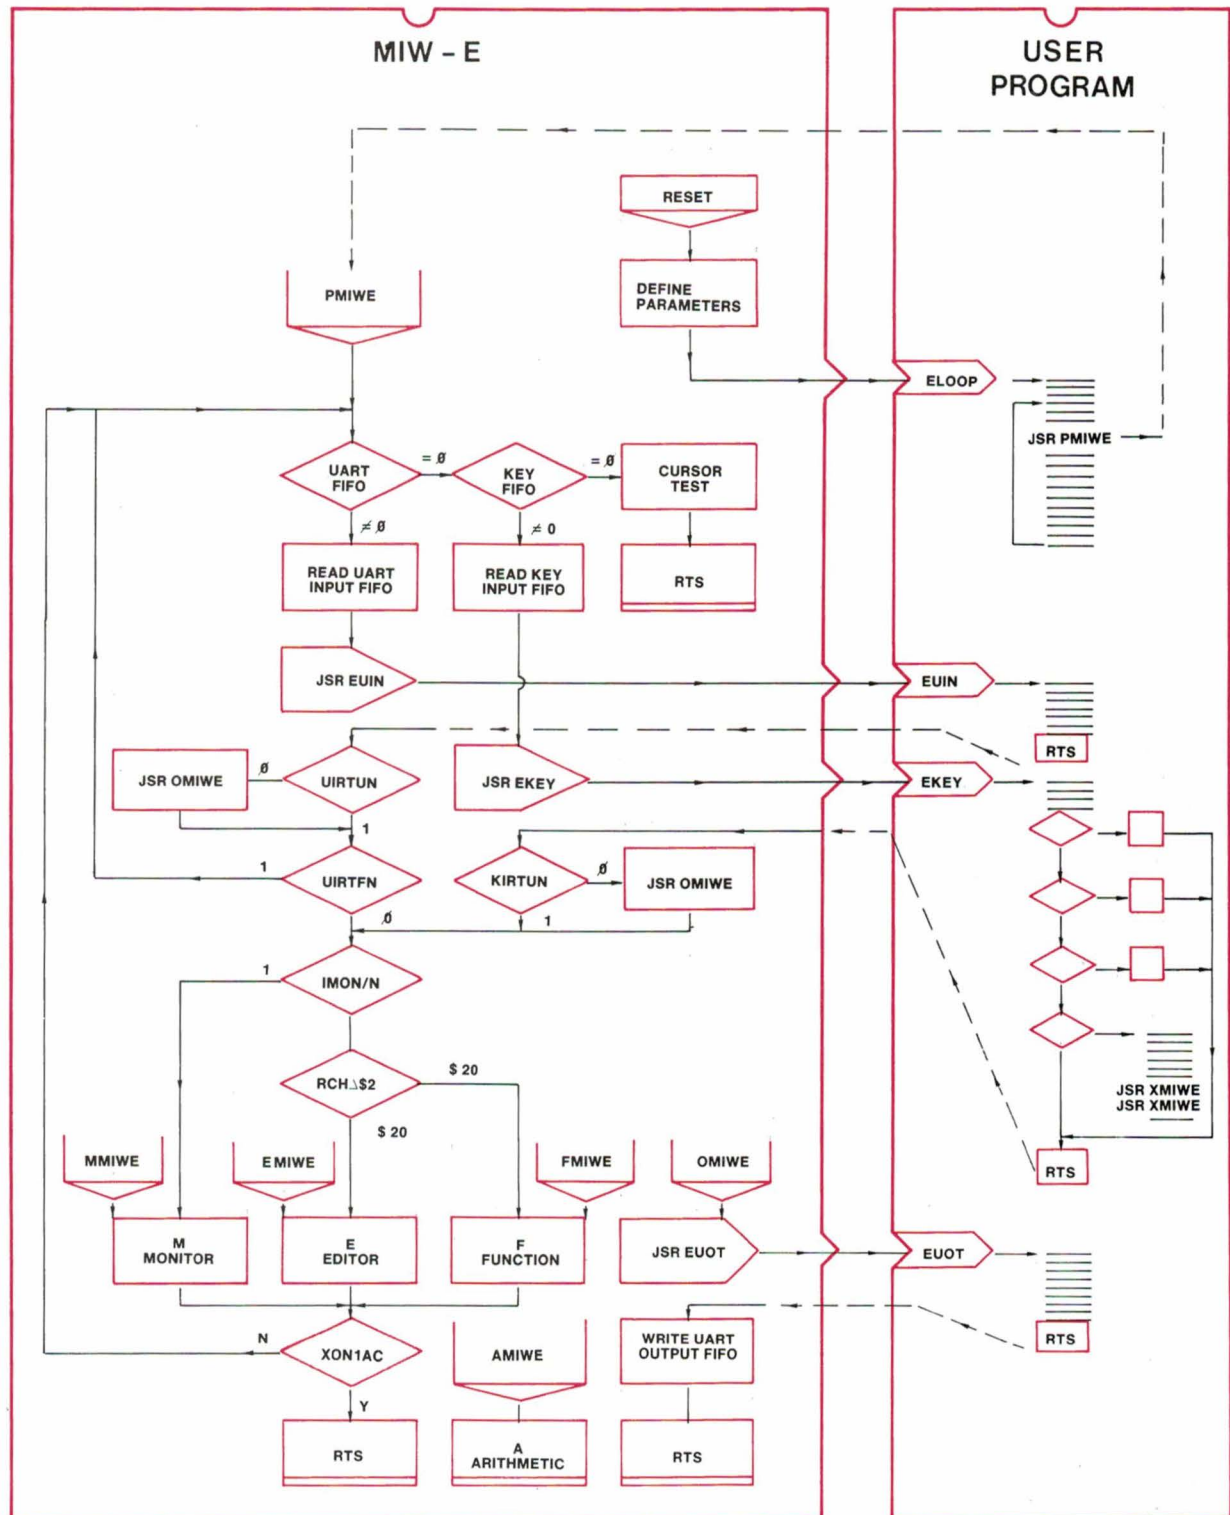 MIW – E
USER
PROGRAM
RESET
PMIWE
DEFINE
PARAMETERS
ELOOP
JSR PMIWE
UART
FIFO
= Ø
KEY
FIFO
= Ø
CURSOR
TEST
≠ Ø
≠ 0
READ UART
INPUT FIFO
READ KEY
INPUT FIFO
RTS
JSR EUIN
EUIN
RTS
JSR OMIWE
Ø
UIRTUN
JSR EKEY
EKEY
1
1
UIRTFN
KIRTUN
Ø
JSR OMIWE
Ø
1
1
IMON/N
RCH△$2
$ 20
$ 20
JSR XMIWE
JSR XMIWE
MMIWE
EMIWE
FMIWE
OMIWE
RTS
M
MONITOR
E
EDITOR
F
FUNCTION
JSR EUOT
EUOT
N
XON1AC
AMIWE
WRITE UART
OUTPUT FIFO
RTS
Y
RTS
A
ARITHMETIC
RTS